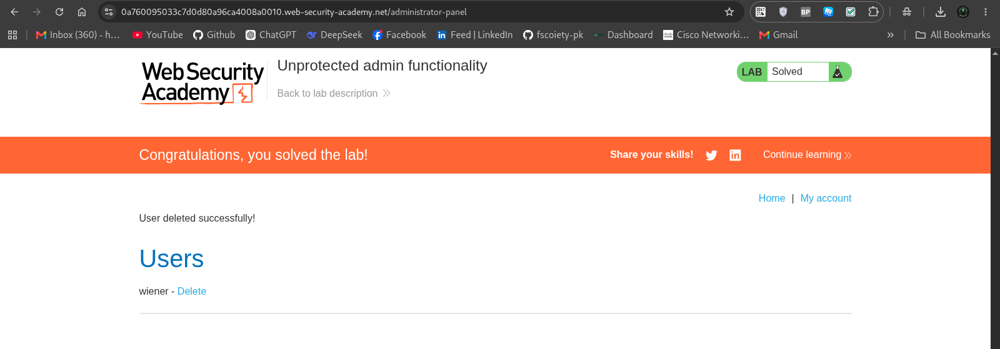 0a760095033c7d0d80a96ca4008a0010.web-security-academy.net/administrator-panel
BP
Inbox (360) - h… YouTube Github ChatGPT DeepSeek Facebook Feed | LinkedIn fscoiety-pk Dashboard Cisco Networki… Gmail » All Bookmarks
Web Security
Academy
Unprotected admin functionality
LAB Solved
Back to lab description
Congratulations, you solved the lab! Share your skills! Continue learning
Home | My account
User deleted successfully!
Users
wiener - Delete